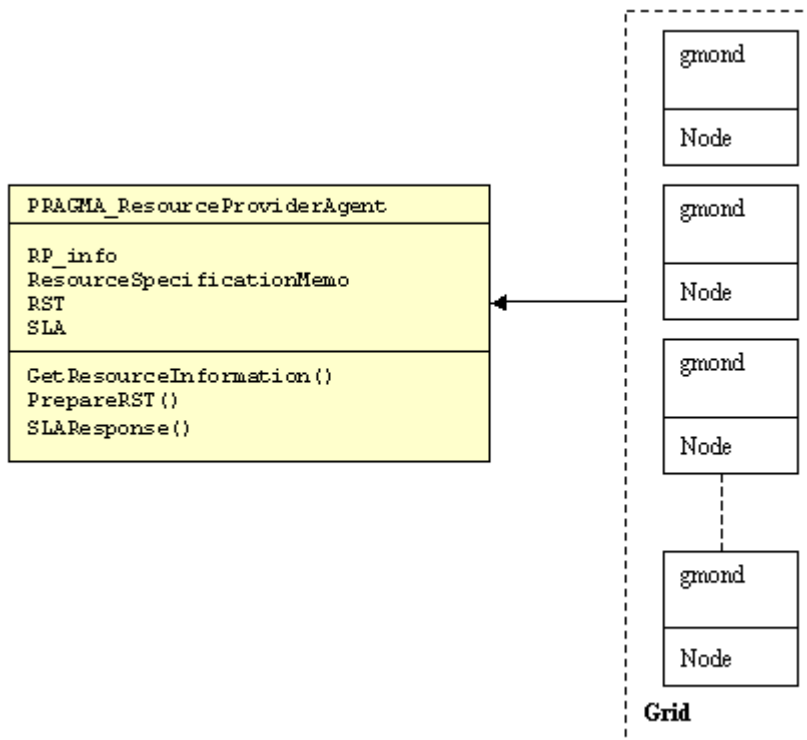 PRAGMA_ResourceProviderAgent
RP_info
ResourceSpecificationMemo
RST
SLA
GetResourceInformation()
PrepareRST()
SLAResponse()
gmond
Node
gmond
Node
gmond
Node
gmond
Node
Grid